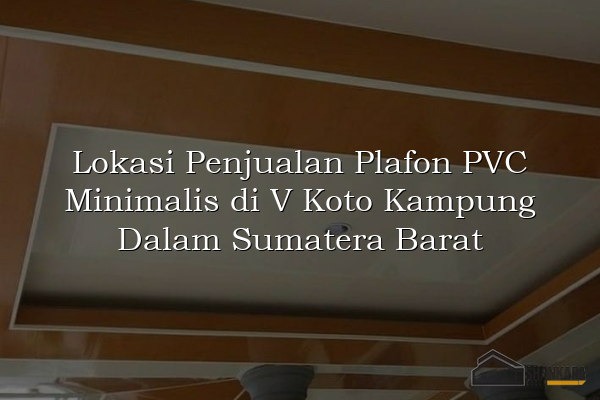 Lokasi Penjualan Plafon PVC
Minimalis di V Koto Kampung
Dalam Sumatera Barat